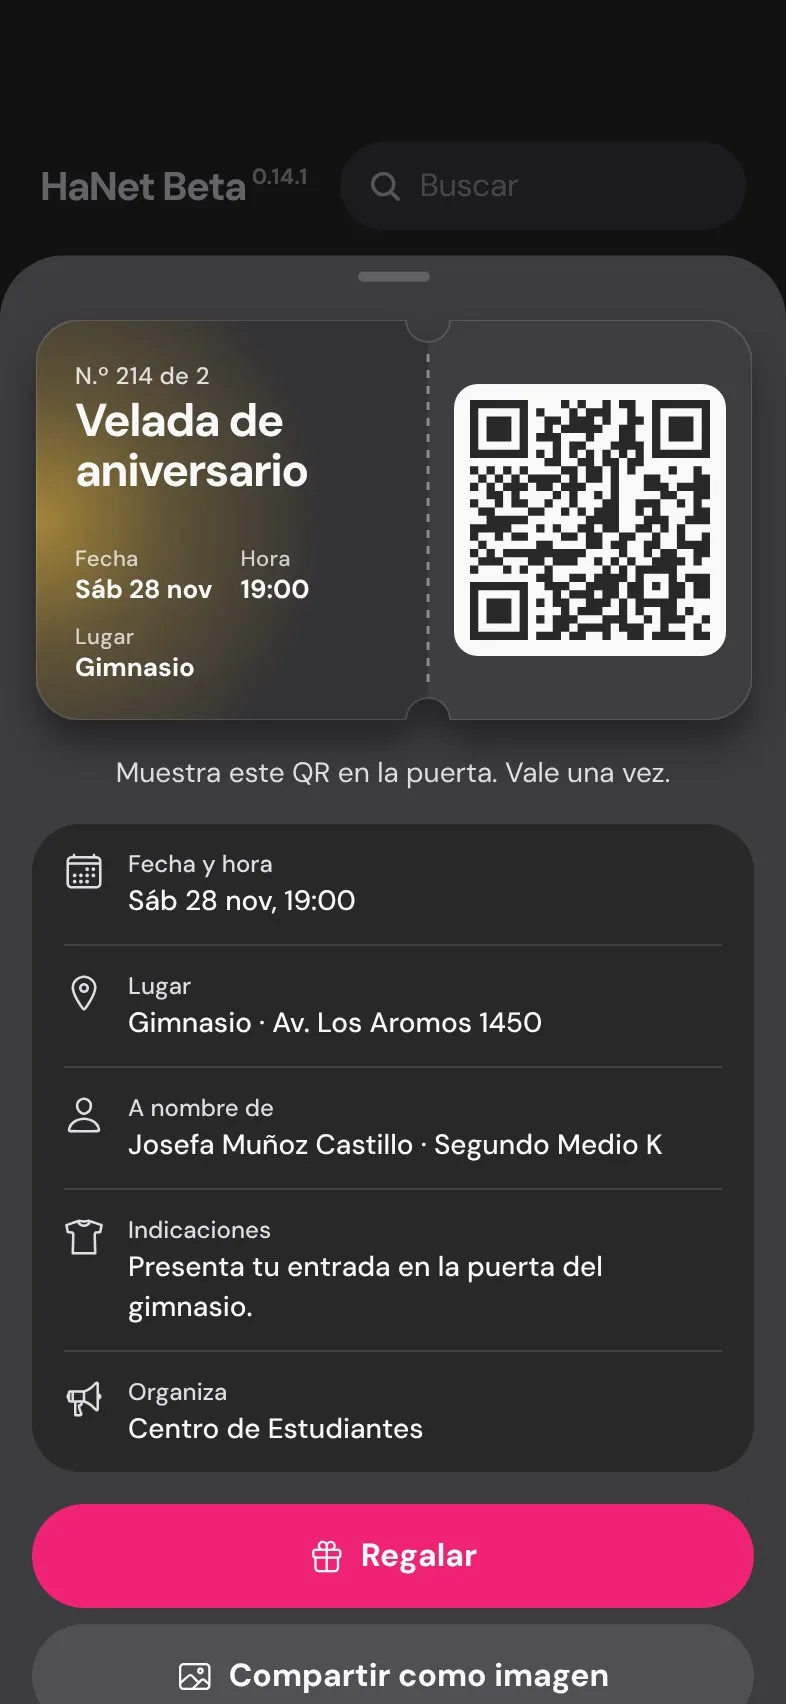 HaNet Beta 0.14.1
Buscar
N.º 214 de 2
Velada de
aniversario
Fecha
Hora
Sáb 28 nov
19:00
Lugar
Gimnasio
Muestra este QR en la puerta. Vale una vez.
Fecha y hora
Sáb 28 nov, 19:00
Lugar
Gimnasio · Av. Los Aromos 1450
A nombre de
Josefa Muñoz Castillo · Segundo Medio K
Indicaciones
Presenta tu entrada en la puerta del
gimnasio.
Organiza
Centro de Estudiantes
Regalar
Compartir como imagen